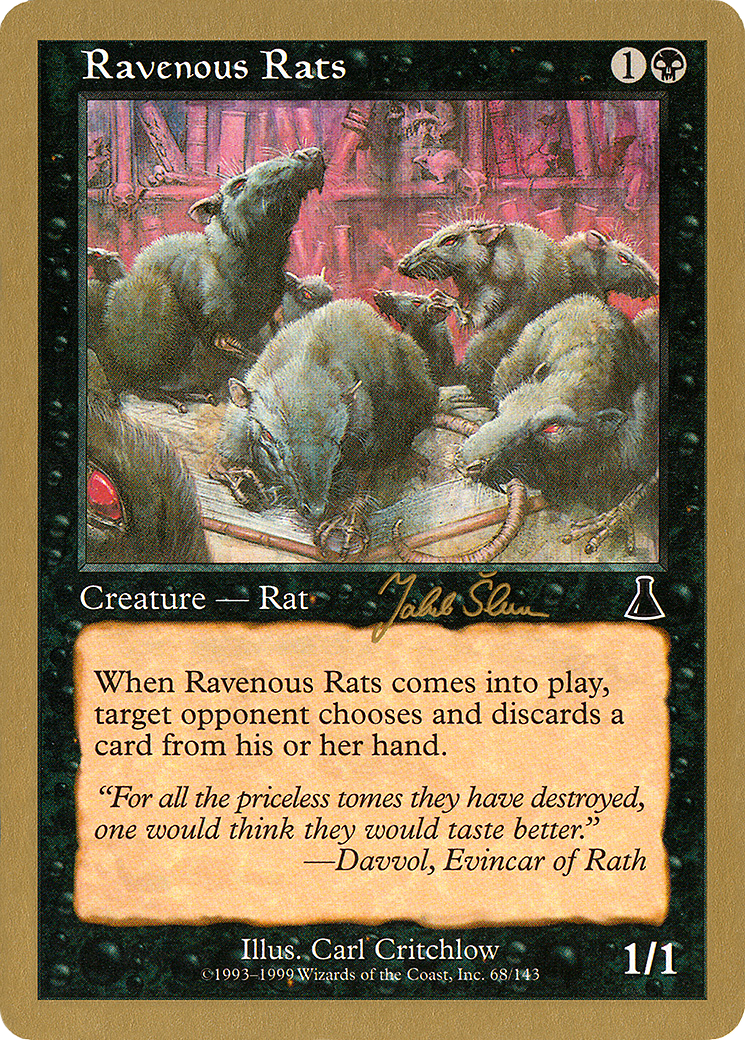 Ravenous Rats 1
Creature — Rat Jakub Šlemr
When Ravenous Rats comes into play,
target opponent chooses and discards a
card from his or her hand.
“For all the priceless tomes they have destroyed,
one would think they would taste better.”
—Davvol, Evincar of Rath
Illus. Carl Critchlow
©1993–1999 Wizards of the Coast, Inc. 68/143
1/1